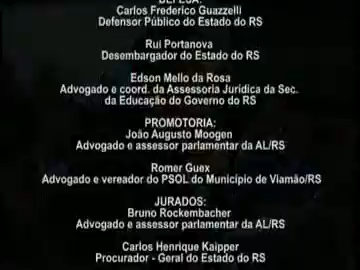 DEFESA:
Carlos Frederico Guazzelli
Defensor Público do Estado do RS
Rui Portanova
Desembargador do Estado do RS
Edson Mello da Rosa
Advogado e coord. da Assessoria Jurídica da Sec.
da Educação do Governo do RS
PROMOTORIA:
João Augusto Moogen
Advogado e assessor parlamentar da AL/RS
Romer Guex
Advogado e vereador do PSOL do Município de Viamão/RS
JURADOS:
Bruno Rockembacher
Advogado e assessor parlamentar da AL/RS
Carlos Henrique Kaipper
Procurador - Geral do Estado do RS